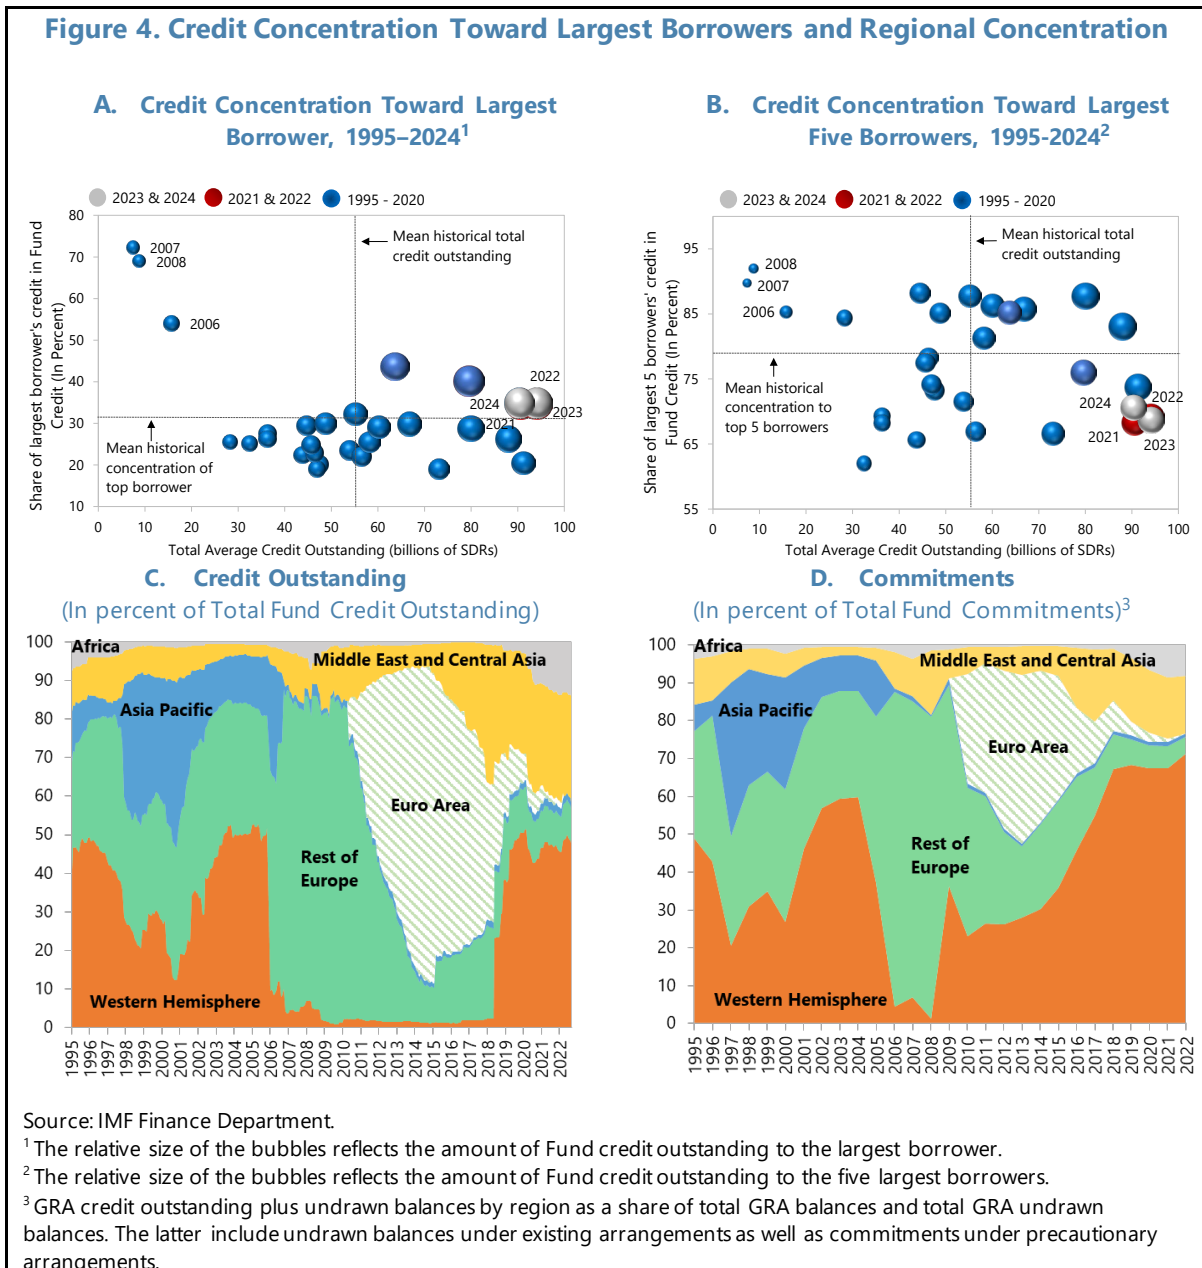 Figure 4. Credit Concentration Toward Largest Borrowers and Regional Concentration
A. Credit Concentration Toward Largest
Borrower, 1995–2024¹
2023 & 2024
2021 & 2022
1995 - 2020
Share of largest borrower's credit in Fund
Credit (In Percent)
80
70
60
50
40
30
20
10
2007
2008
2006
Mean historical total
credit outstanding
2022
2024
2023
2021
Mean historical
concentration of
top borrower
0 10 20 30 40 50 60 70 80 90 100
Total Average Credit Outstanding (billions of SDRs)
B. Credit Concentration Toward Largest
Five Borrowers, 1995-2024²
2023 & 2024
2021 & 2022
1995 - 2020
Share of largest 5 borrowers' credit in
Fund Credit (In Percent)
95
85
75
65
55
2008
2007
2006
Mean historical total
credit outstanding
Mean historical
concentration to
top 5 borrowers
2024
2022
2021
2023
0 10 20 30 40 50 60 70 80 90 100
Total Average Credit Outstanding (billions of SDRs)
C. Credit Outstanding
(In percent of Total Fund Credit Outstanding)
100
90
80
70
60
50
40
30
20
10
0
Africa
Middle East and Central Asia
Asia Pacific
Euro Area
Rest of
Europe
Western Hemisphere
1995 1996 1997 1998 1999 2000 2001 2002 2003 2004 2005 2006 2007 2008 2009 2010 2011 2012 2013 2014 2015 2016 2017 2018 2019 2020 2021 2022
D. Commitments
(In percent of Total Fund Commitments)³
100
90
80
70
60
50
40
30
20
10
0
Africa
Middle East and Central Asia
Asia Pacific
Euro Area
Rest of
Europe
Western Hemisphere
1995 1996 1997 1998 1999 2000 2001 2002 2003 2004 2005 2006 2007 2008 2009 2010 2011 2012 2013 2014 2015 2016 2017 2018 2019 2020 2021 2022
Source: IMF Finance Department.
¹ The relative size of the bubbles reflects the amount of Fund credit outstanding to the largest borrower.
² The relative size of the bubbles reflects the amount of Fund credit outstanding to the five largest borrowers.
³ GRA credit outstanding plus undrawn balances by region as a share of total GRA balances and total GRA undrawn
balances. The latter include undrawn balances under existing arrangements as well as commitments under precautionary
arrangements.